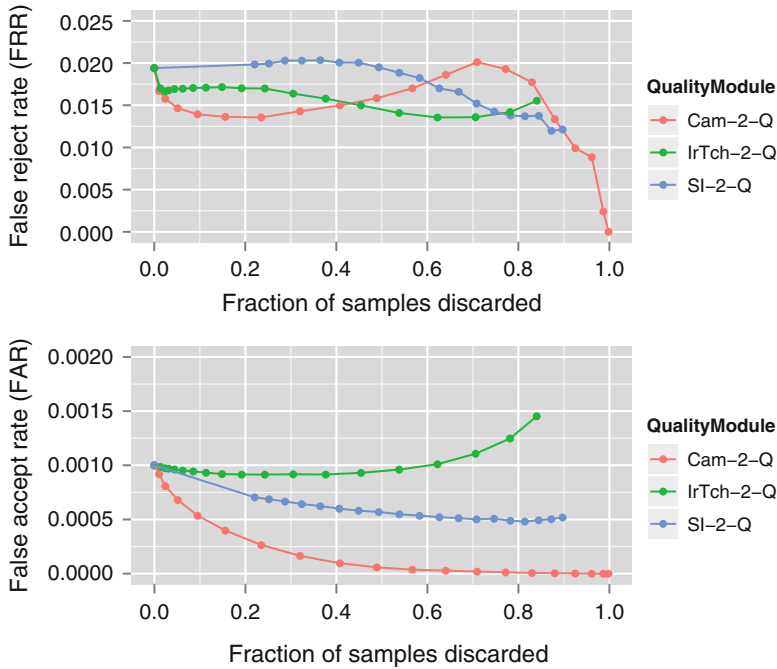 False reject rate (FRR)
0.025
0.020
0.015
0.010
0.005
0.000
0.0 0.2 0.4 0.6 0.8 1.0
Fraction of samples discarded
QualityModule
Cam−2−Q
IrTch−2−Q
SI−2−Q
False accept rate (FAR)
0.0020
0.0015
0.0010
0.0005
0.0000
0.0 0.2 0.4 0.6 0.8 1.0
Fraction of samples discarded
QualityModule
Cam−2−Q
IrTch−2−Q
SI−2−Q